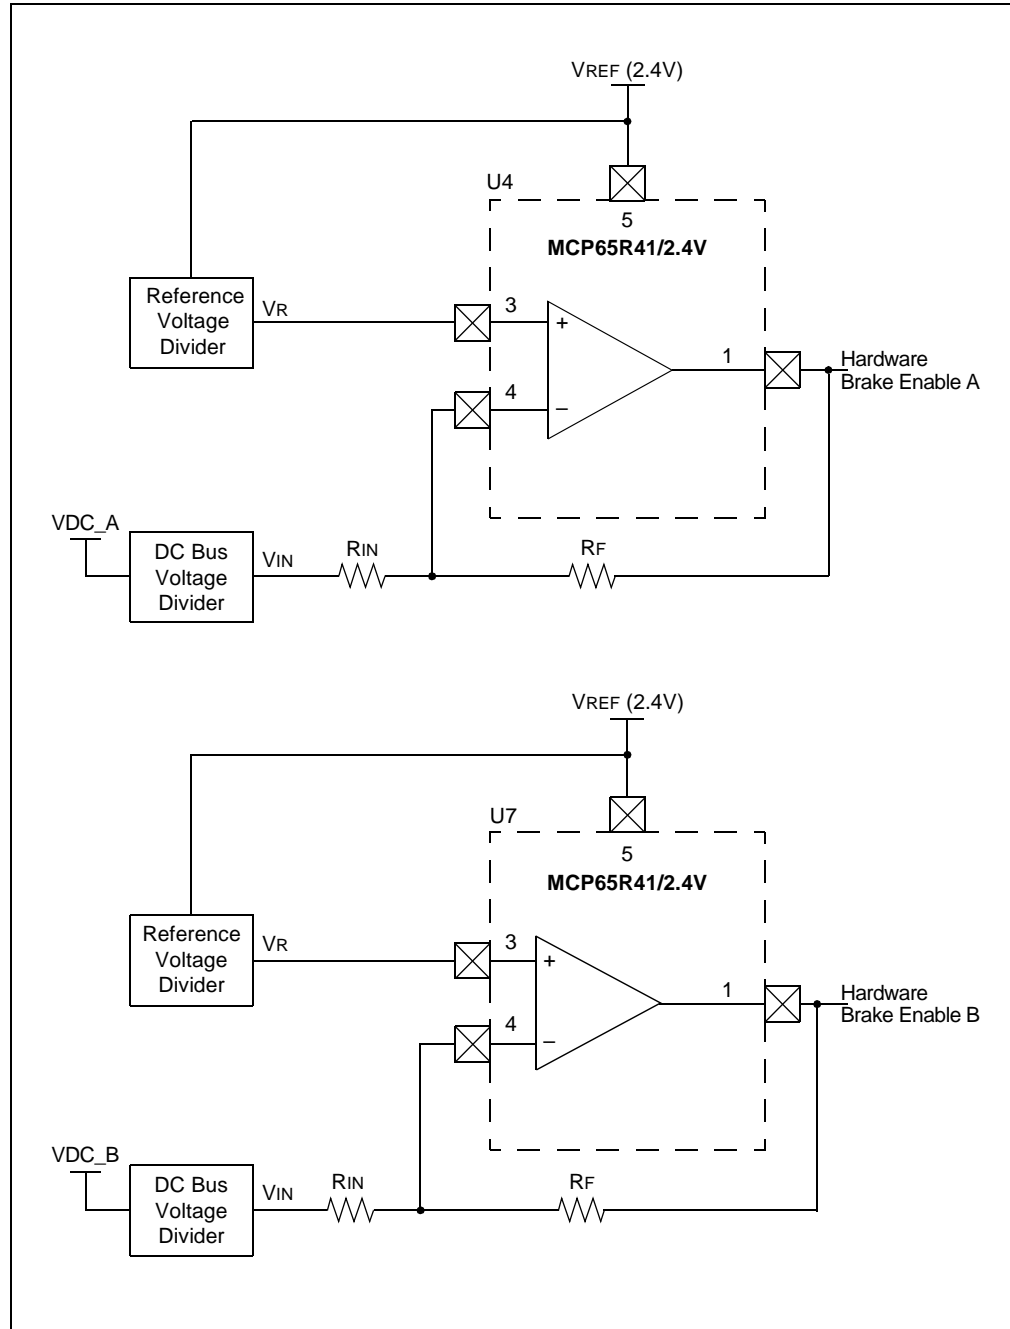 VREF (2.4V)
U4
5
MCP65R41/2.4V
Reference
Voltage
Divider
VR
3
+
4
–
1
Hardware
Brake Enable A
VDC_A
DC Bus
Voltage
Divider
VIN
RIN
RF
VREF (2.4V)
U7
5
MCP65R41/2.4V
Reference
Voltage
Divider
VR
3
+
4
–
1
Hardware
Brake Enable B
VDC_B
DC Bus
Voltage
Divider
VIN
RIN
RF